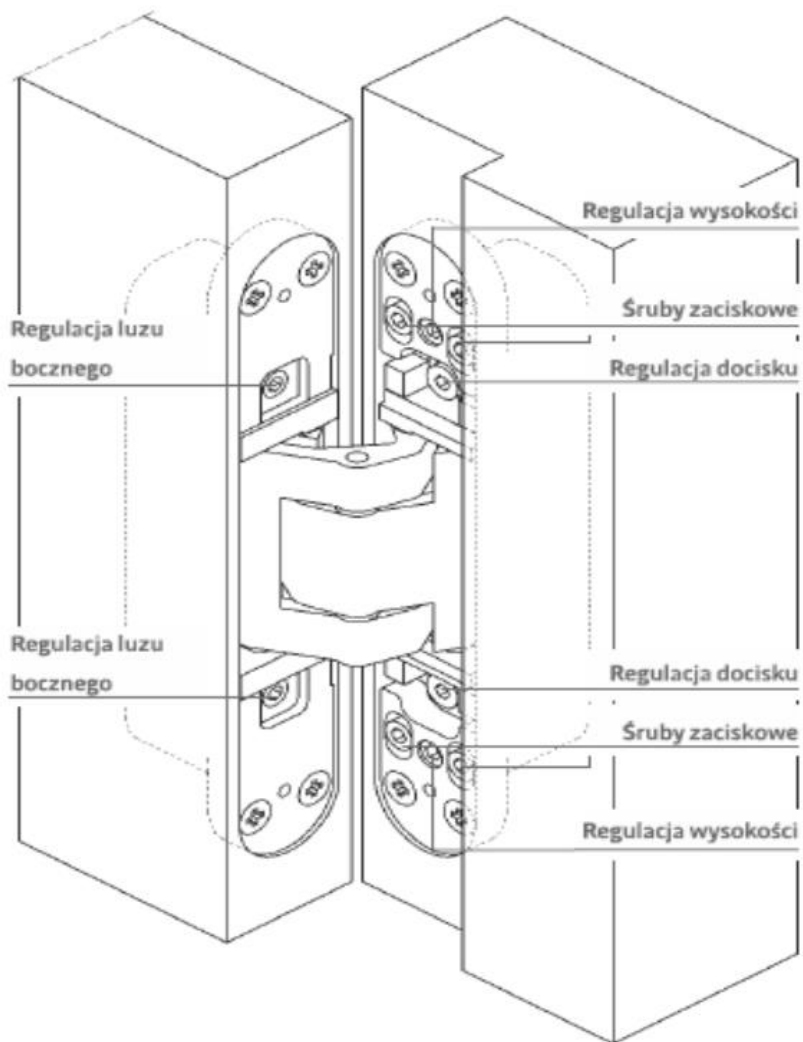 Regulacja wysokości
Śruby zaciskowe
Regulacja luzu
bocznego
Regulacja docisku
Regulacja luzu
bocznego
Regulacja docisku
Śruby zaciskowe
Regulacja wysokości